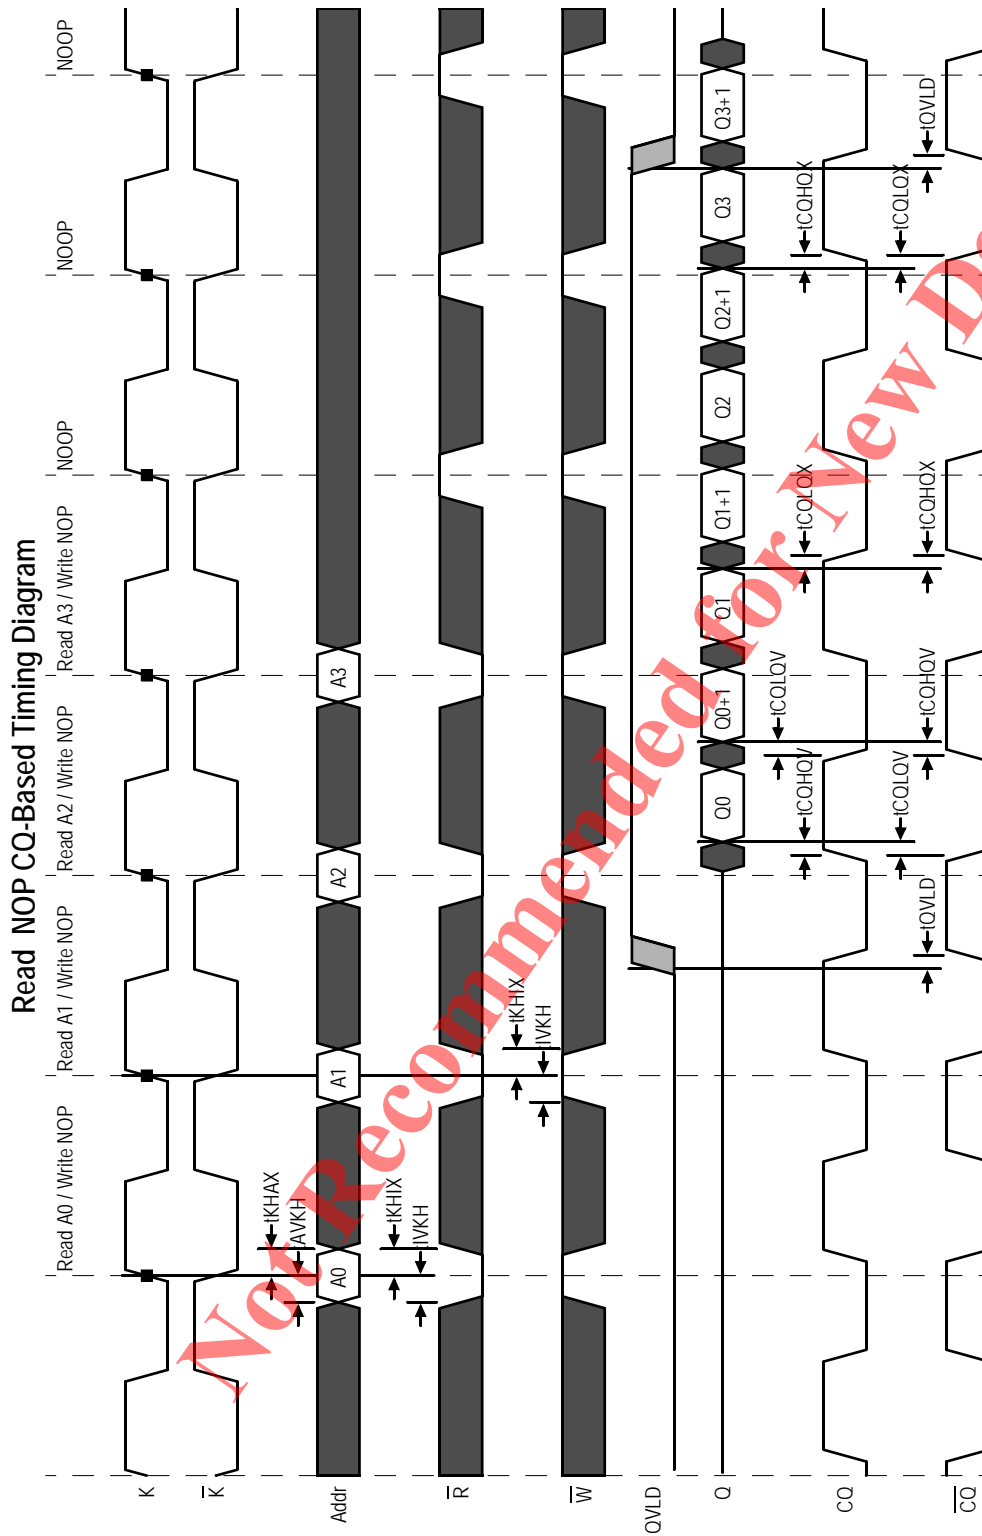 Read NOP CQ-Based Timing Diagram
Read A0 / Write NOP
Read A1 / Write NOP
Read A2 / Write NOP
Read A3 / Write NOP
NOOP
NOOP
NOOP
K
K
tKHAX
tAVKH
Addr
A0
A1
A2
A3
tKHIX
tIVKH
R
tKHIX
tIVKH
W
QVLD
Q
Q0
Q0+1
Q1
Q1+1
Q2
Q2+1
Q3
Q3+1
tCQLQV
tCQHQV
tCQLQX
tCQHQX
CQ
tCQLQV
tCQHQV
tCQHQX
tCQLQX
tQVLD
tQVLD
CQ
Not Recommended for New De